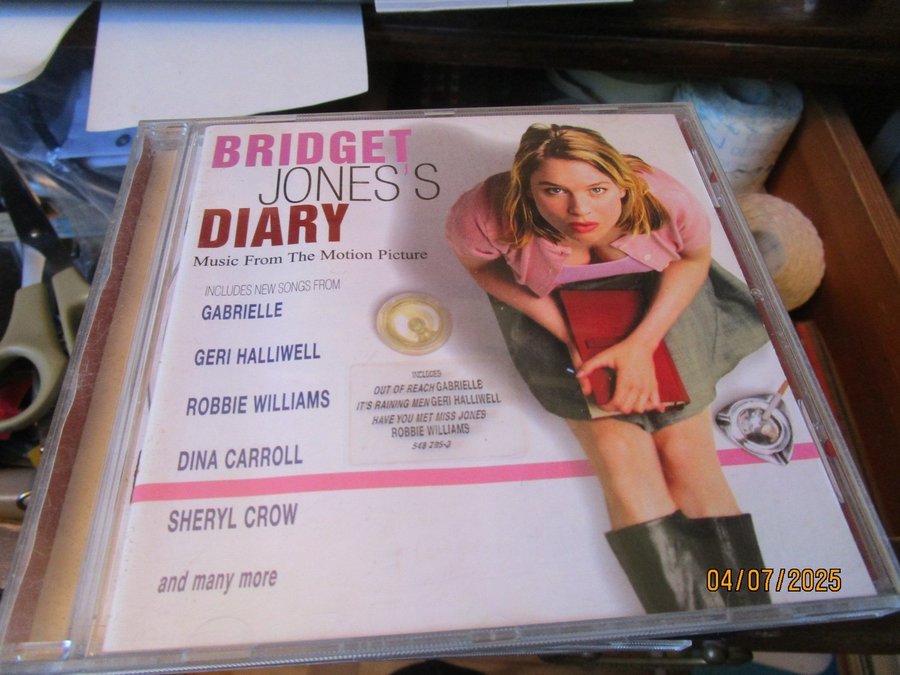 BRIDGET
JONES'S
DIARY
Music From The Motion Picture
INCLUDES NEW SONGS FROM
GABRIELLE
GERI HALLIWELL
ROBBIE WILLIAMS
DINA CARROLL
SHERYL CROW
and many more
INCLUDES
OUT OF REACH GABRIELLE
IT'S RAINING MEN GERI HALLIWELL
HAVE YOU MET MISS JONES
ROBBIE WILLIAMS
548 795-2
04/07/2025